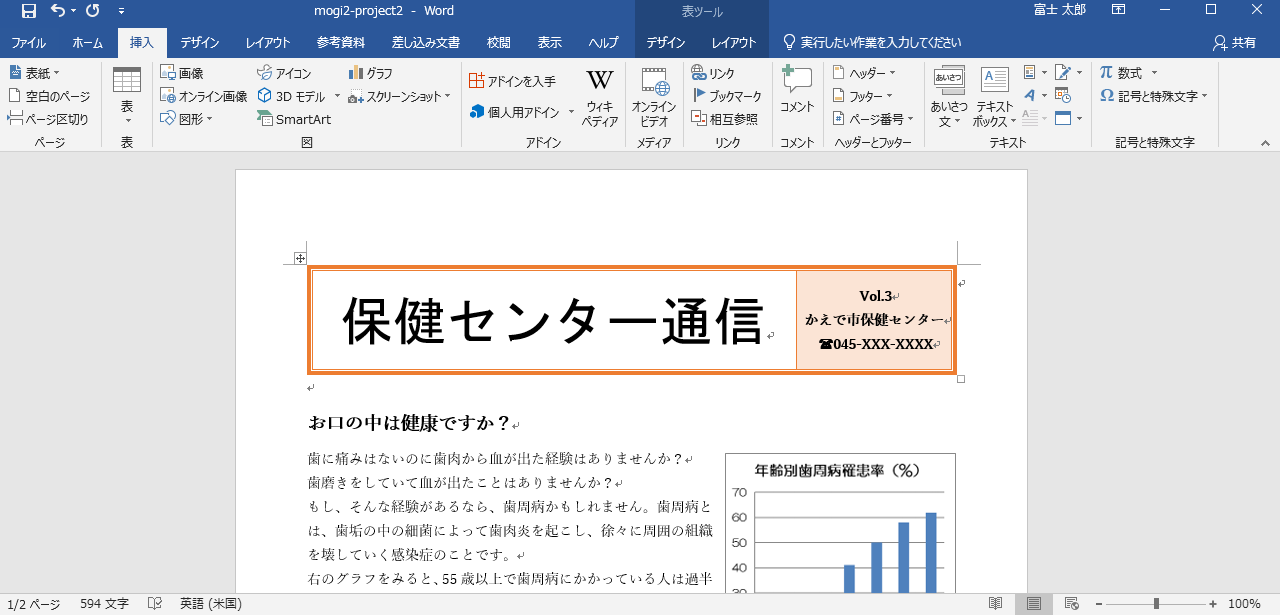 mogi2-project2 - Word
表ツール
富士 太郎
ファイル ホーム 挿入 デザイン レイアウト 参考資料 差し込み文書 校閲 表示 ヘルプ デザイン レイアウト 実行したい作業を入力してください 共有
表紙
空白のページ
ページ区切り
ページ
表
表
画像
オンライン画像
図形
アイコン
3D モデル
SmartArt
グラフ
スクリーンショット
図
アドインを入手
個人用アドイン
ウィキ
ペディア
アドイン
オンライン
ビデオ
メディア
リンク
ブックマーク
相互参照
リンク
コメント
コメント
ヘッダー
フッター
ページ番号
ヘッダーとフッター
あいさつ
あいさつ
文
テキスト
ボックス
テキスト
数式
記号と特殊文字
記号と特殊文字
保健センター通信
Vol.3
かえで市保健センター
☎045-XXX-XXXX
お口の中は健康ですか？
歯に痛みはないのに歯肉から血が出た経験はありませんか？
歯磨きをしていて血が出たことはありませんか？
もし、そんな経験があるなら、歯周病かもしれません。歯周病と
は、歯垢の中の細菌によって歯肉炎を起こし、徐々に周囲の組織
を壊していく感染症のことです。
右のグラフをみると、55 歳以上で歯周病にかかっている人は過半
年齢別歯周病罹患率（%）
70
60
50
40
30
1/2 ページ 594 文字 英語 (米国) 100%